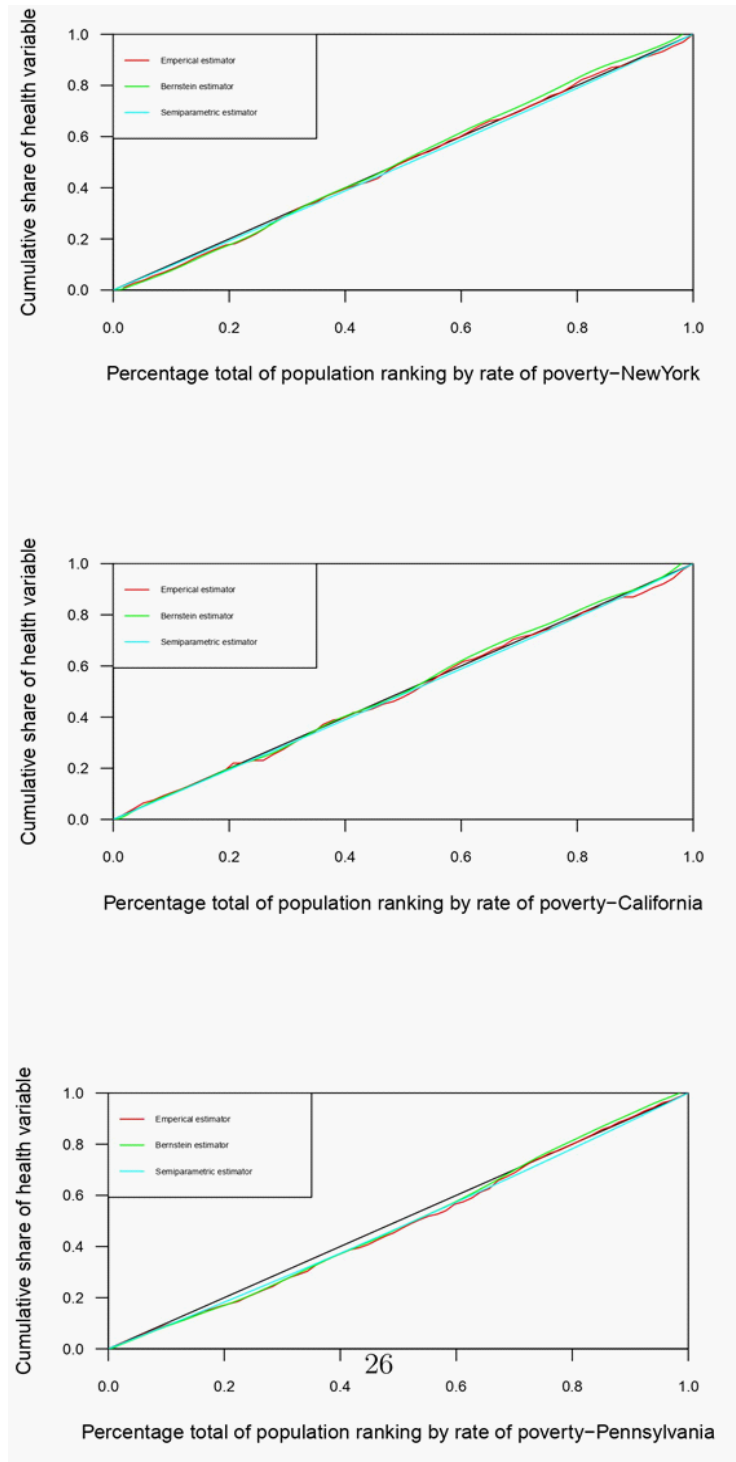 Cumulative share of health variable
1.0
0.8
0.6
0.4
0.2
0.0
Emperical estimator
Bernstein estimator
Semiparametric estimator
0.0 0.2 0.4 0.6 0.8 1.0
Percentage total of population ranking by rate of poverty−NewYork
Cumulative share of health variable
1.0
0.8
0.6
0.4
0.2
0.0
Emperical estimator
Bernstein estimator
Semiparametric estimator
0.0 0.2 0.4 0.6 0.8 1.0
Percentage total of population ranking by rate of poverty−California
Cumulative share of health variable
1.0
0.8
0.6
0.4
0.2
0.0
Emperical estimator
Bernstein estimator
Semiparametric estimator
26
0.0 0.2 0.4 0.6 0.8 1.0
Percentage total of population ranking by rate of poverty−Pennsylvania